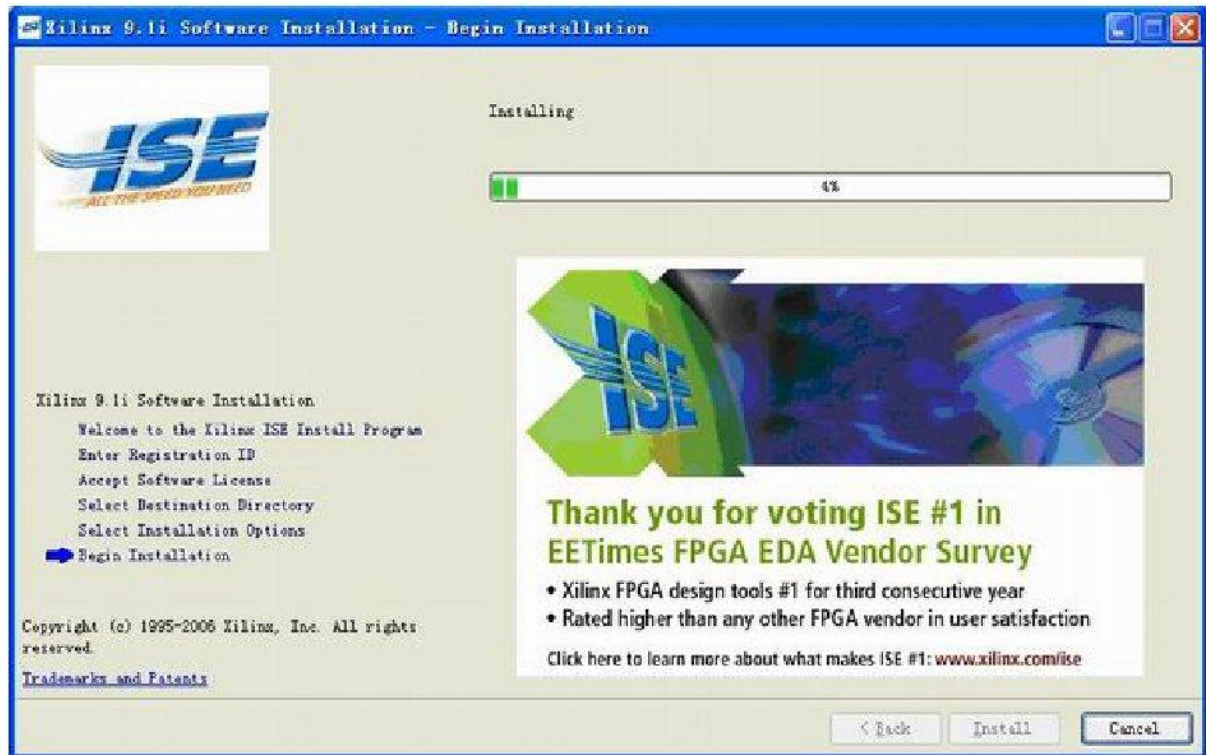 Xilinx 9.1i Software Installation - Begin Installation
ISE
ALL THE SPEED YOU NEED
Installing
4%
ISE
Xilinx 9.1i Software Installation
Welcome to the Xilinx ISE Install Program
Enter Registration ID
Accept Software License
Select Destination Directory
Select Installation Options
Begin Installation
Copyright (c) 1995-2006 Xilinx, Inc. All rights
reserved.
Trademarks and Patents
Thank you for voting ISE #1 in
EETimes FPGA EDA Vendor Survey
• Xilinx FPGA design tools #1 for third consecutive year
• Rated higher than any other FPGA vendor in user satisfaction
Click here to learn more about what makes ISE #1: www.xilinx.com/ise
< Back
Install
Cancel